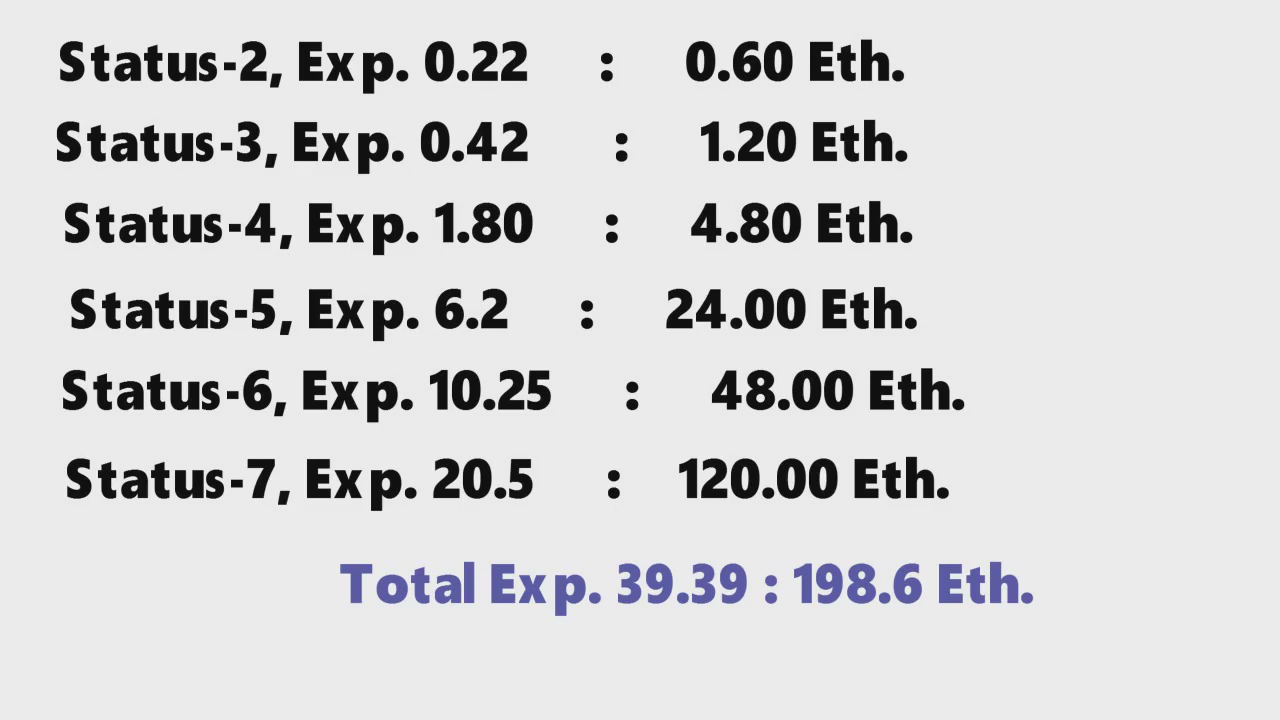 Status-2, Exp. 0.22 : 0.60 Eth.
Status-3, Exp. 0.42 : 1.20 Eth.
Status-4, Exp. 1.80 : 4.80 Eth.
Status-5, Exp. 6.2 : 24.00 Eth.
Status-6, Exp. 10.25 : 48.00 Eth.
Status-7, Exp. 20.5 : 120.00 Eth.
Total Exp. 39.39 : 198.6 Eth.